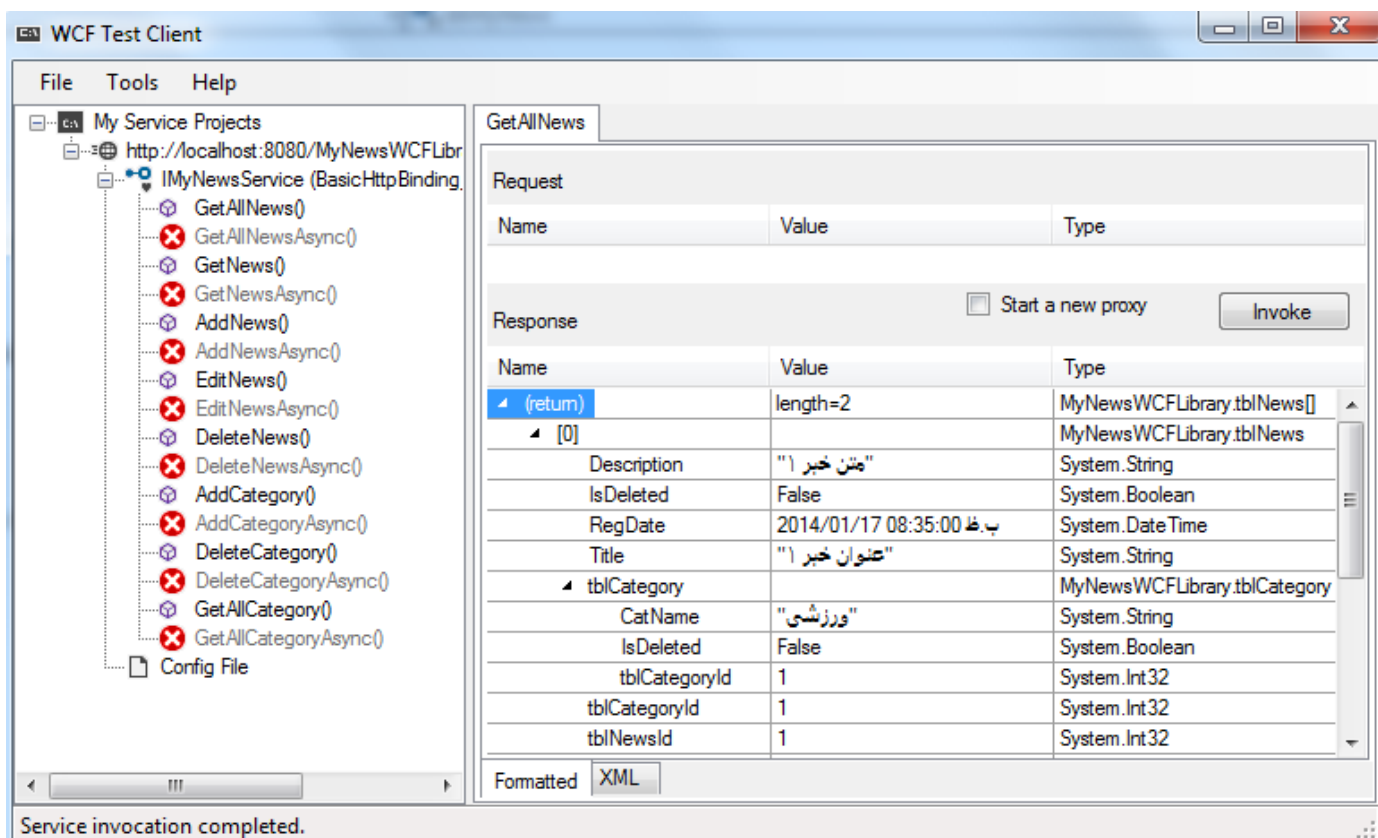 WCF Test Client
File Tools Help
My Service Projects
http://localhost:8080/MyNewsWCFLibr
IMyNewsService (BasicHttpBinding_
GetAllNews()
GetAllNewsAsync()
GetNews()
GetNewsAsync()
AddNews()
AddNewsAsync()
EditNews()
EditNewsAsync()
DeleteNews()
DeleteNewsAsync()
AddCategory()
AddCategoryAsync()
DeleteCategory()
DeleteCategoryAsync()
GetAllCategory()
GetAllCategoryAsync()
Config File
GetAllNews
Request
Name Value Type
Response Start a new proxy Invoke
Name Value Type
(return) length=2 MyNewsWCFLibrary.tblNews[]
[0] MyNewsWCFLibrary.tblNews
Description "متن خبر ۱" System.String
IsDeleted False System.Boolean
RegDate 2014/01/17 08:35:00 ب.ظ System.DateTime
Title "عنوان خبر ۱" System.String
tblCategory MyNewsWCFLibrary.tblCategory
CatName "ورزشی" System.String
IsDeleted False System.Boolean
tblCategoryId 1 System.Int32
tblCategoryId 1 System.Int32
tblNewsId 1 System.Int32
Formatted XML
Service invocation completed.